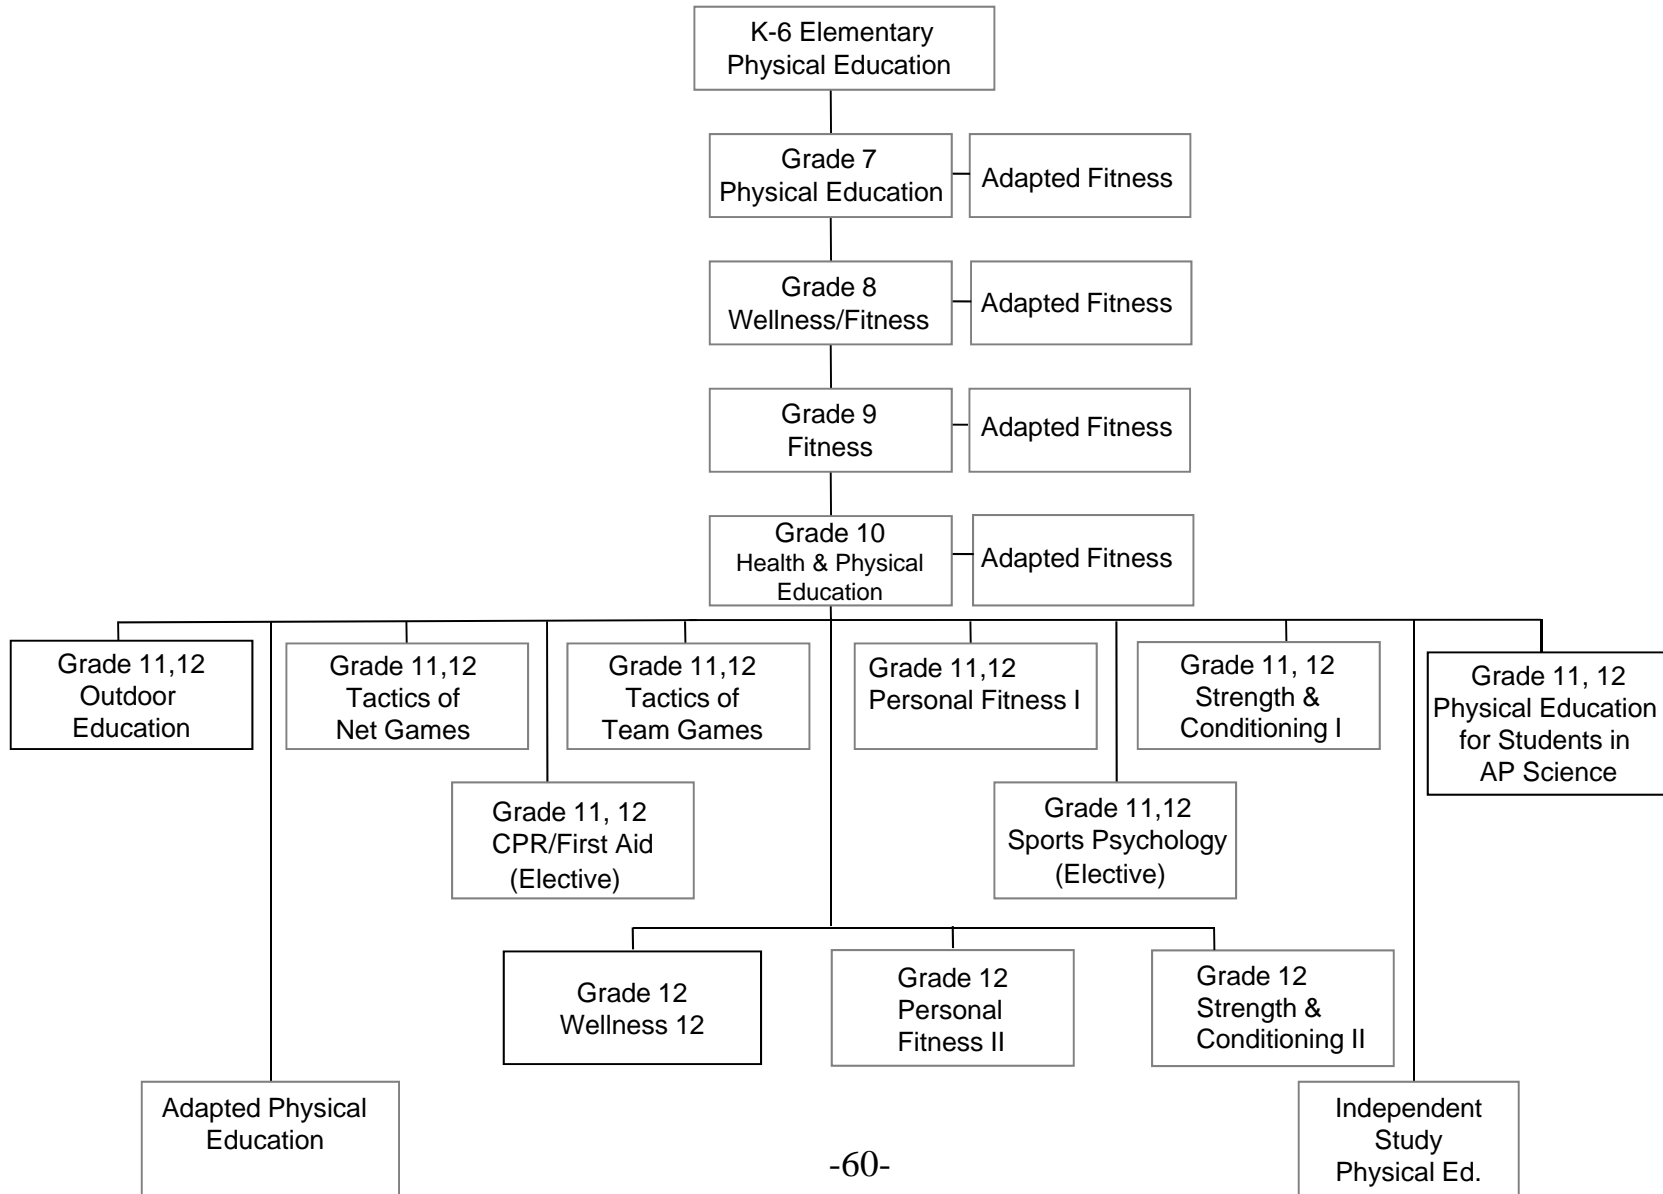 K-6 Elementary
Physical Education
Grade 7
Physical Education
Adapted Fitness
Grade 8
Wellness/Fitness
Adapted Fitness
Grade 9
Fitness
Adapted Fitness
Grade 10
Health & Physical
Education
Adapted Fitness
Grade 11,12
Outdoor
Education
Grade 11,12
Tactics of
Net Games
Grade 11,12
Tactics of
Team Games
Grade 11,12
Personal Fitness I
Grade 11, 12
Strength &
Conditioning I
Grade 11, 12
Physical Education
for Students in
AP Science
Grade 11, 12
CPR/First Aid
(Elective)
Grade 11,12
Sports Psychology
(Elective)
Grade 12
Wellness 12
Grade 12
Personal
Fitness II
Grade 12
Strength &
Conditioning II
Adapted Physical
Education
Independent
Study
Physical Ed.
-60-